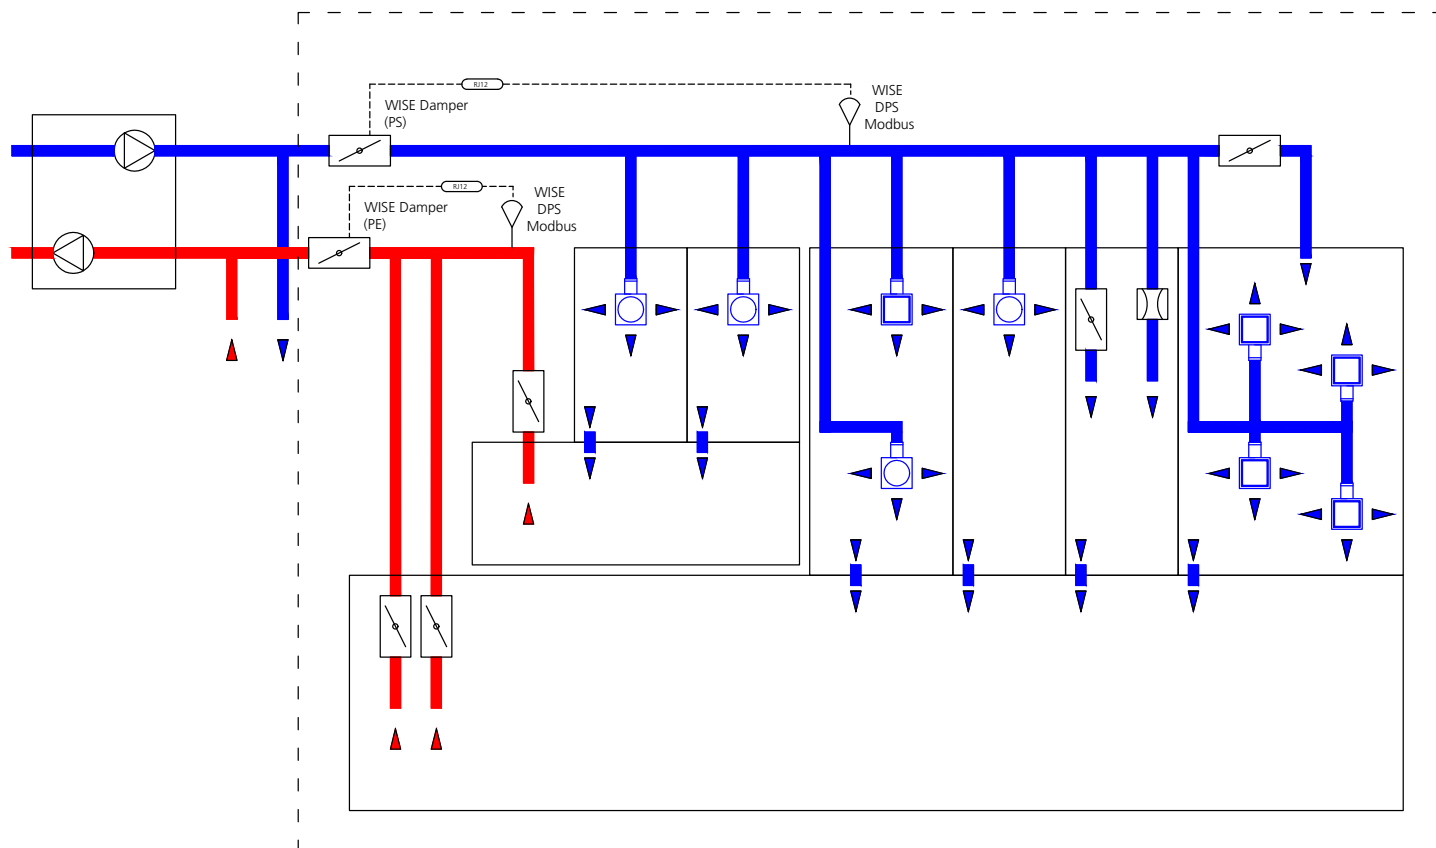 RJ12
WISE Damper
(PS)
WISE
DPS
Modbus
RJ12
WISE Damper
(PE)
WISE
DPS
Modbus